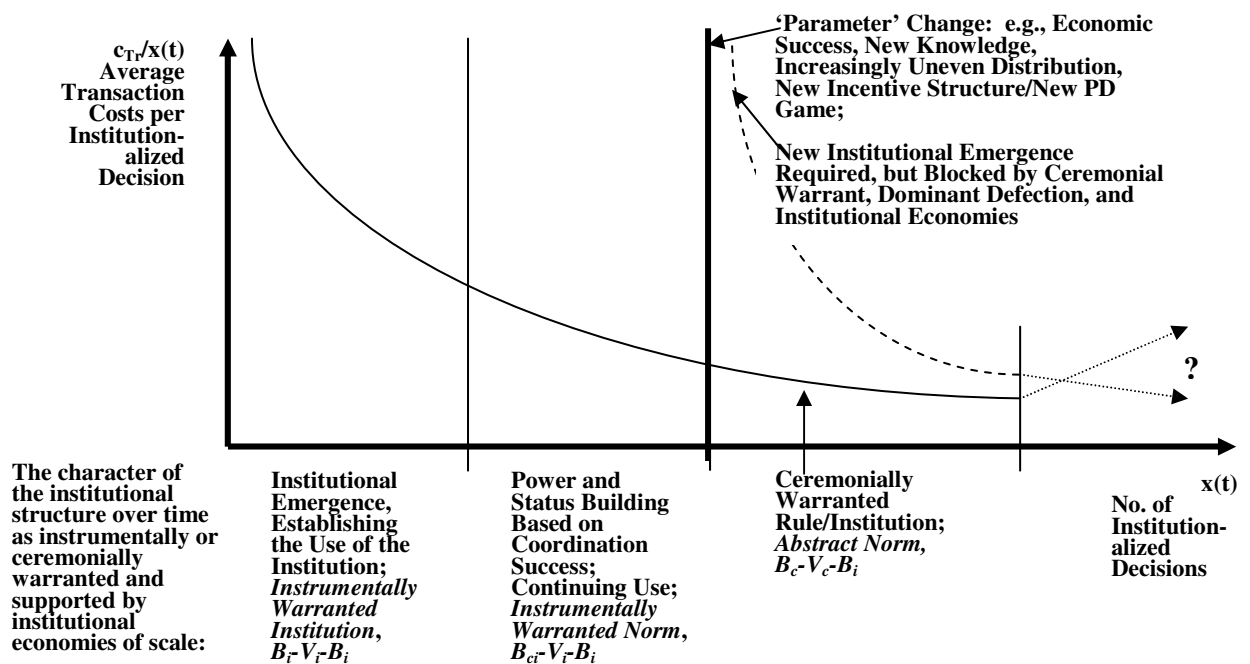 c_Tr/x(t)
Average
Transaction
Costs per
Institution-
alized
Decision
‘Parameter’ Change: e.g., Economic
Success, New Knowledge,
Increasingly Uneven Distribution,
New Incentive Structure/New PD
Game;
New Institutional Emergence
Required, but Blocked by Ceremonial
Warrant, Dominant Defection, and
Institutional Economies
?
x(t)
No. of
Institution-
alized
Decisions
The character of
the institutional
structure over time
as instrumentally or
ceremonially
warranted and
supported by
institutional
economies of scale:
Institutional
Emergence,
Establishing
the Use of the
Institution;
Instrumentally
Warranted
Institution,
B_i-V_i-B_i
Power and
Status Building
Based on
Coordination
Success;
Continuing Use;
Instrumentally
Warranted Norm,
B_ci-V_i-B_i
Ceremonially
Warranted
Rule/Institution;
Abstract Norm,
B_c-V_c-B_i